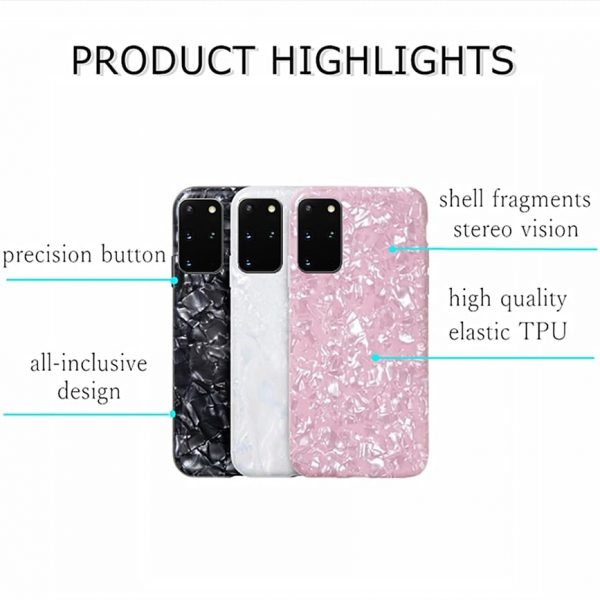 PRODUCT HIGHLIGHTS
shell fragments
stereo vision
precision button
high quality
elastic TPU
all-inclusive
design